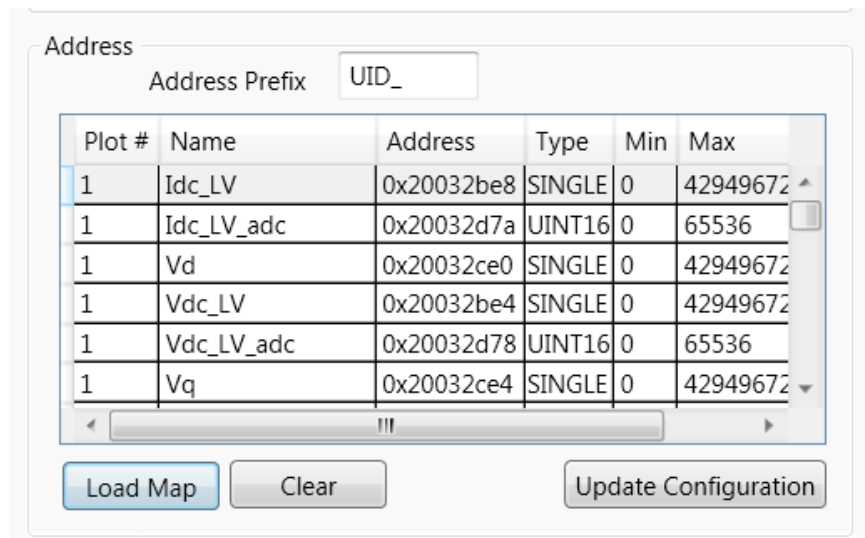 Address
Address Prefix UID_
Plot # Name Address Type Min Max
1 Idc_LV 0x20032be8 SINGLE 0 42949672
1 Idc_LV_adc 0x20032d7a UINT16 0 65536
1 Vd 0x20032ce0 SINGLE 0 42949672
1 Vdc_LV 0x20032be4 SINGLE 0 42949672
1 Vdc_LV_adc 0x20032d78 UINT16 0 65536
1 Vq 0x20032ce4 SINGLE 0 42949672
Load Map Clear Update Configuration